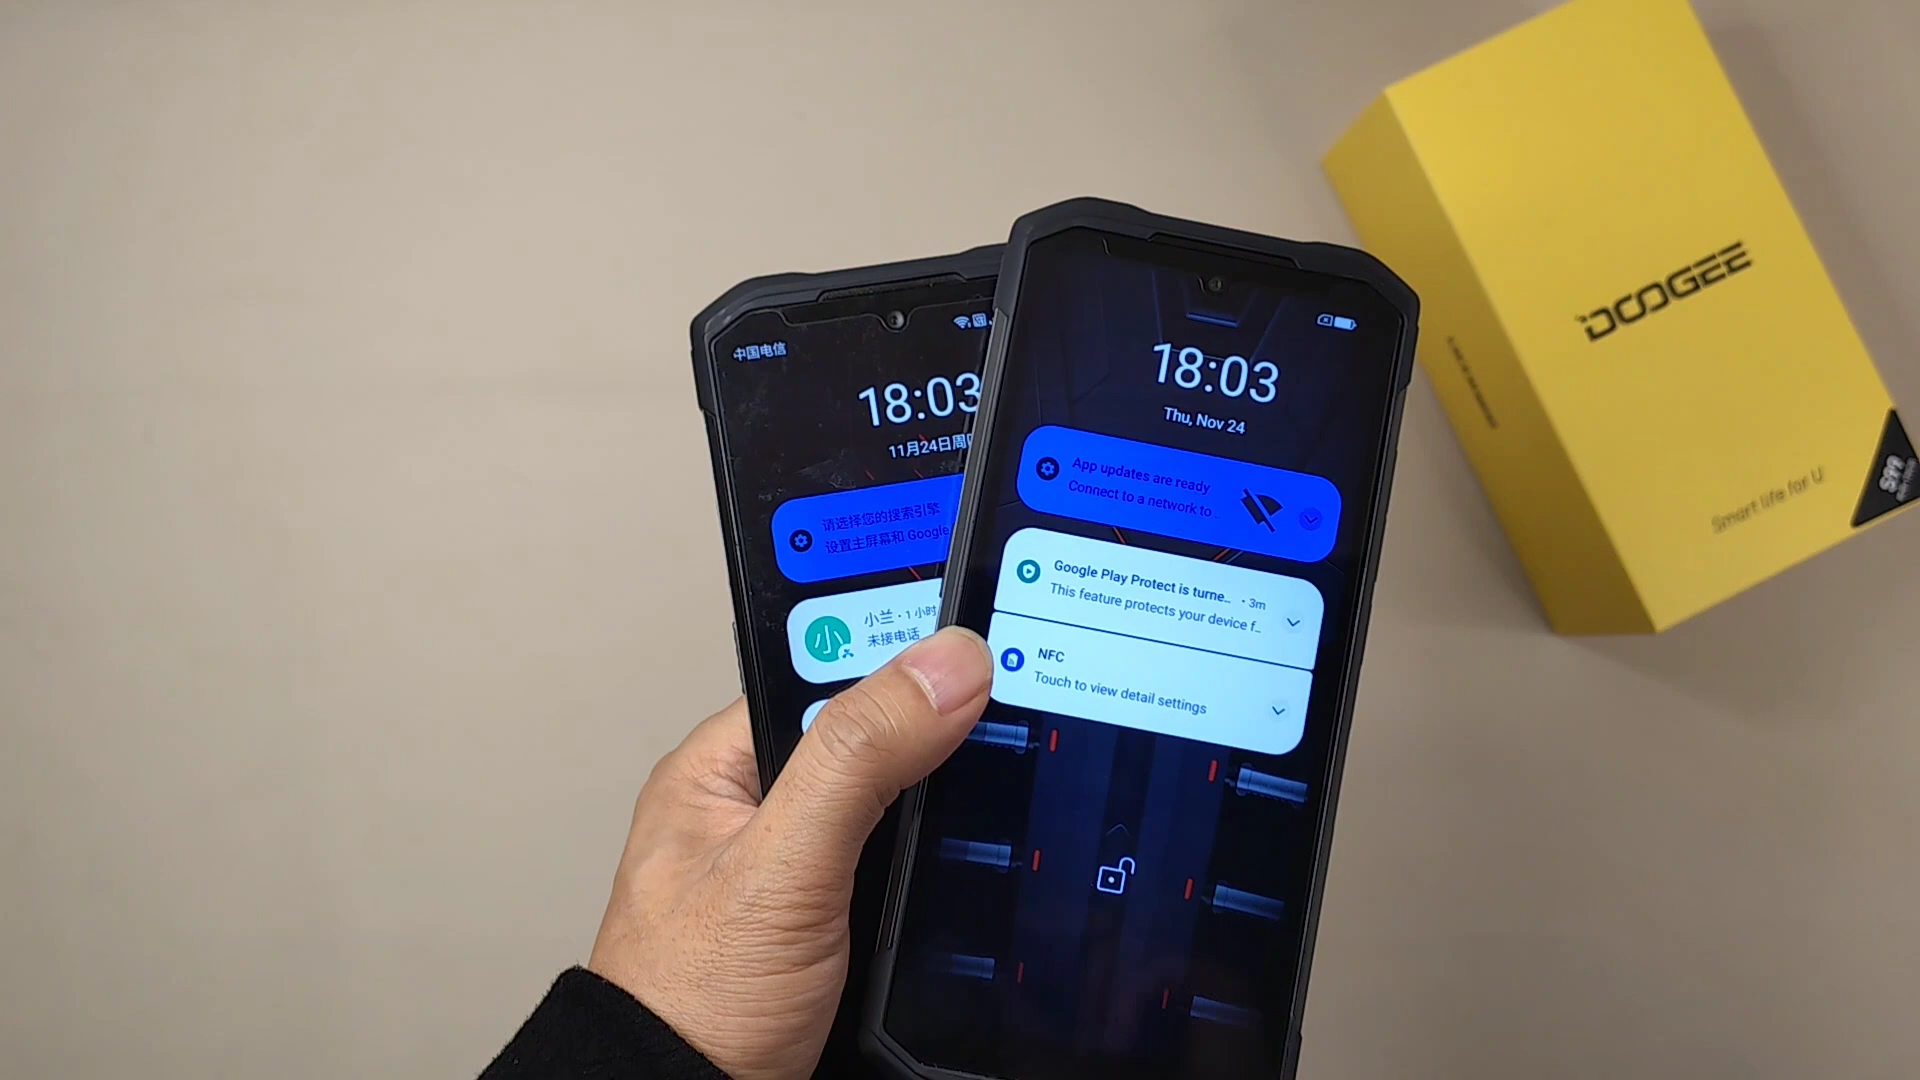 中国电信
18:03
11月24日周
请选择您的搜索引擎
设置主屏幕和 Google
小
小兰 · 1 小时
未接电话
18:03
Thu, Nov 24
App updates are ready
Connect to a network to ..
Google Play Protect is turne.. · 3m
This feature protects your device f..
NFC
Touch to view detail settings
DOOGEE
Smart life for U
S99